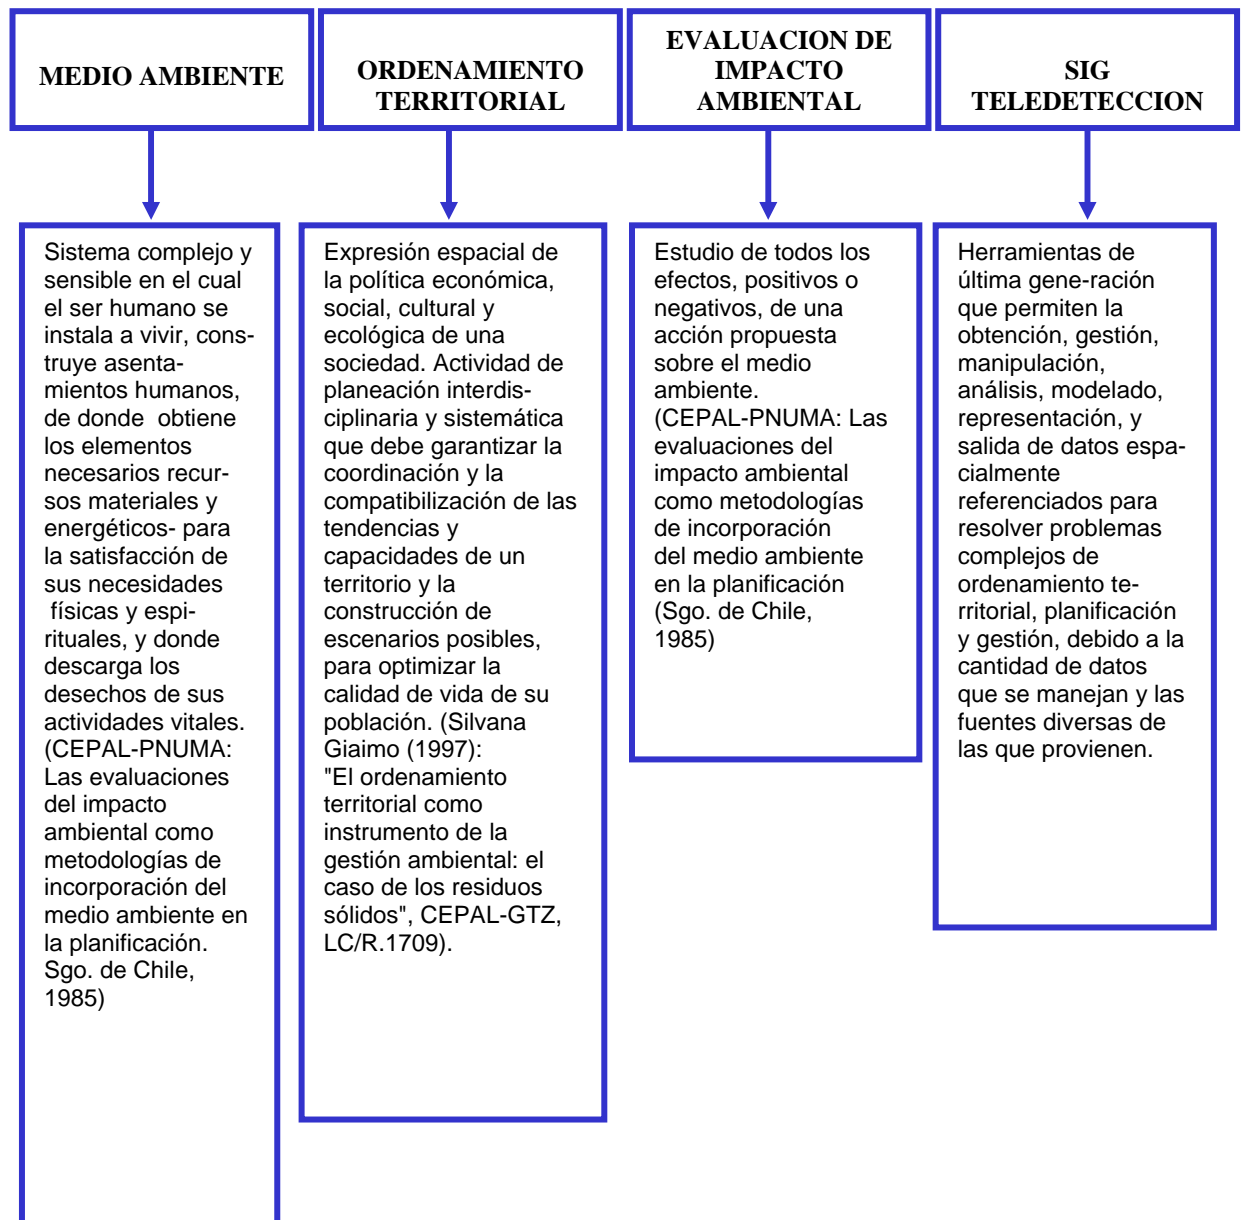 MEDIO AMBIENTE
ORDENAMIENTO
TERRITORIAL
EVALUACION DE
IMPACTO
AMBIENTAL
SIG
TELEDETECCION
Sistema complejo y
sensible en el cual
el ser humano se
instala a vivir, cons-
truye asenta-
mientos humanos,
de donde  obtiene
los elementos
necesarios recur-
sos materiales y
energéticos- para
la satisfacción de
sus necesidades
físicas y espi-
rituales, y donde
descarga los
desechos de sus
actividades vitales.
(CEPAL-PNUMA:
Las evaluaciones
del impacto
ambiental como
metodologías de
incorporación del
medio ambiente en
la planificación.
Sgo. de Chile,
1985)
Expresión espacial de
la política económica,
social, cultural y
ecológica de una
sociedad. Actividad de
planeación interdis-
ciplinaria y sistemática
que debe garantizar la
coordinación y la
compatibilización de las
tendencias y
capacidades de un
territorio y la
construcción de
escenarios posibles,
para optimizar la
calidad de vida de su
población. (Silvana
Giaimo (1997):
"El ordenamiento
territorial como
instrumento de la
gestión ambiental: el
caso de los residuos
sólidos", CEPAL-GTZ,
LC/R.1709).
Estudio de todos los
efectos, positivos o
negativos, de una
acción propuesta
sobre el medio
ambiente.
(CEPAL-PNUMA: Las
evaluaciones del
impacto ambiental
como metodologías
de incorporación
del medio ambiente
en la planificación
(Sgo. de Chile,
1985)
Herramientas de
última gene-ración
que permiten la
obtención, gestión,
manipulación,
análisis, modelado,
representación, y
salida de datos espa-
cialmente
referenciados para
resolver problemas
complejos de
ordenamiento te-
rritorial, planificación
y gestión, debido a la
cantidad de datos
que se manejan y las
fuentes diversas de
las que provienen.